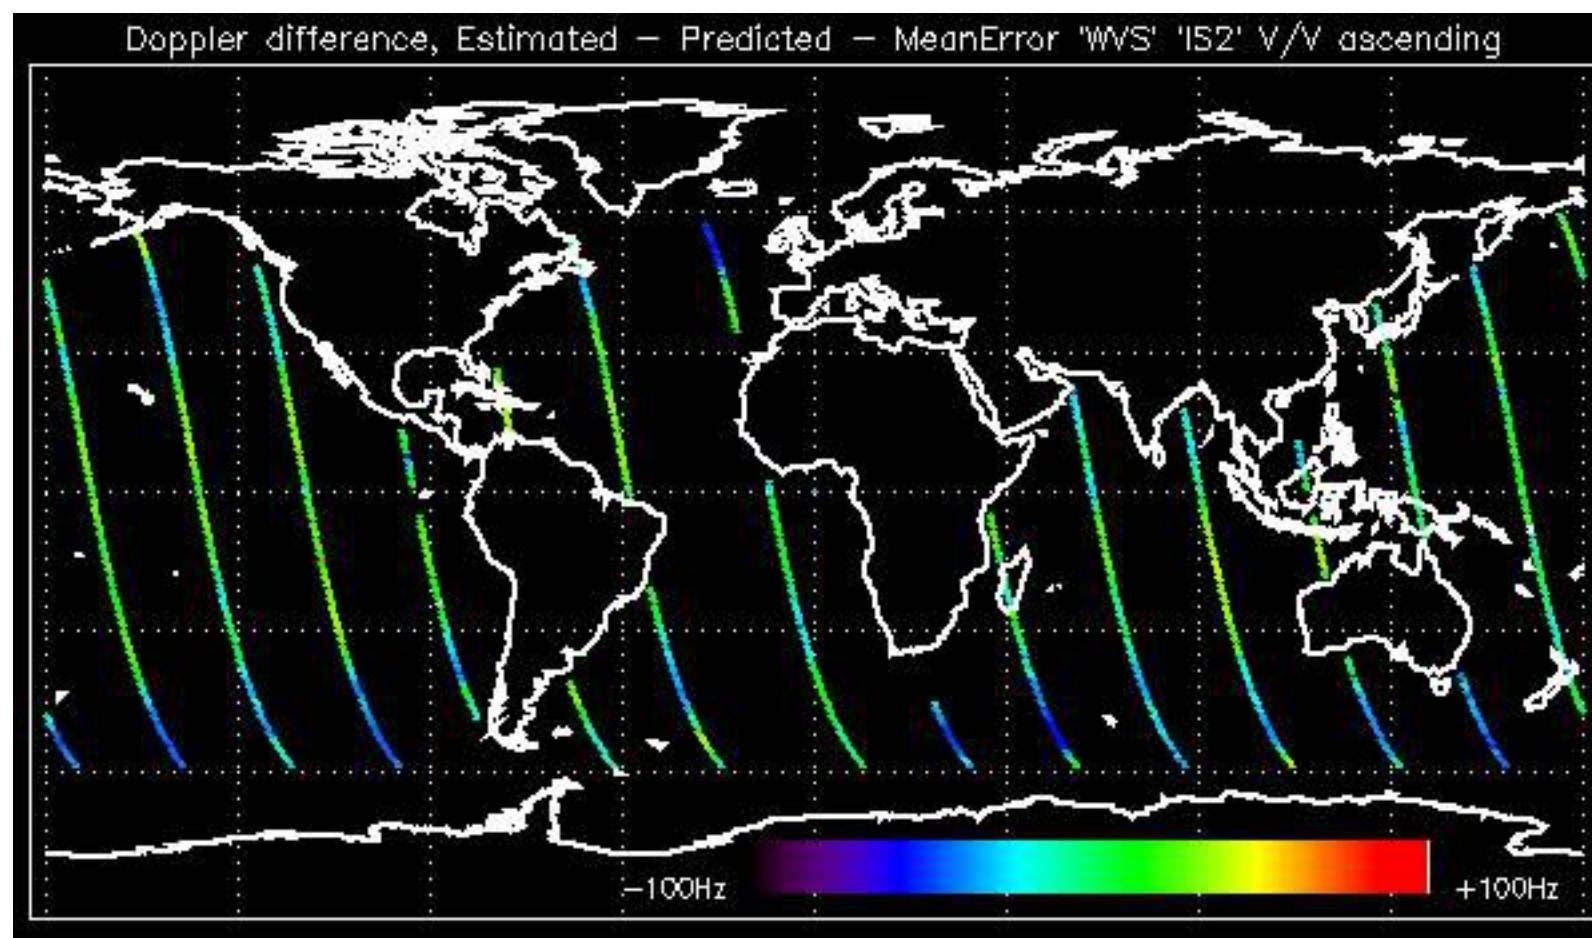 Doppler difference, Estimated – Predicted – MeanError 'WVS' 'IS2' V/V ascending
−100Hz
+100Hz